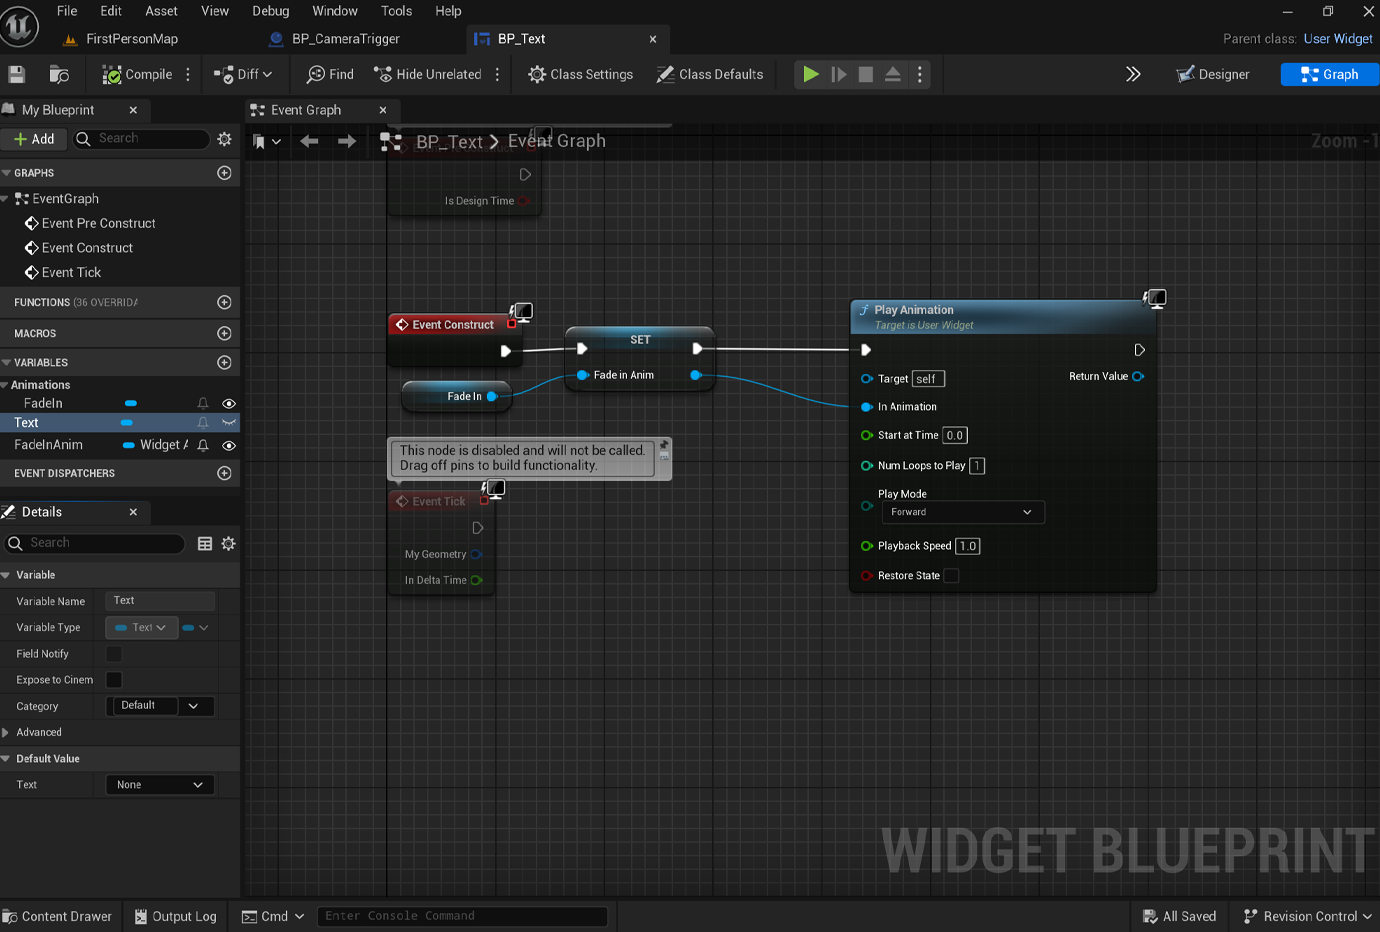 File Edit Asset View Debug Window Tools Help
FirstPersonMap BP_CameraTrigger BP_Text
Parent class: User Widget
Compile Diff Find Hide Unrelated Class Settings Class Defaults Designer Graph
My Blueprint
Event Graph
Add Search
BP_Text > Event Graph
Zoom -1
GRAPHS
EventGraph
Event Pre Construct
Event Construct
Event Tick
FUNCTIONS (36 OVERRIDA
MACROS
VARIABLES
Animations
FadeIn
Text
FadeInAnim Widget A
EVENT DISPATCHERS
Details
Search
Variable
Variable Name Text
Variable Type Text
Field Notify
Expose to Cinem
Category Default
Advanced
Default Value
Text None
Is Design Time
Event Construct
SET
Fade in Anim
Fade In
This node is disabled and will not be called.
Drag off pins to build functionality.
Event Tick
My Geometry
In Delta Time
Play Animation
Target is User Widget
Target self
Return Value
In Animation
Start at Time 0.0
Num Loops to Play 1
Play Mode
Forward
Playback Speed 1.0
Restore State
WIDGET BLUEPRINT
Content Drawer Output Log Cmd Enter Console Command All Saved Revision Control